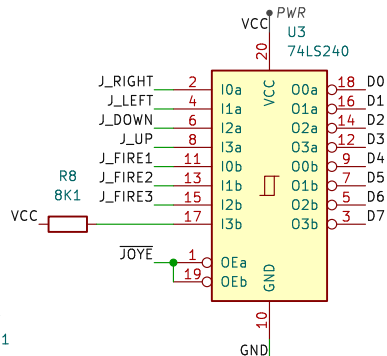 PWR
VCC
U3
74LS240
20
VCC
J_RIGHT 2 I0a O0a 18 D0
J_LEFT 4 I1a O1a 16 D1
J_DOWN 6 I2a O2a 14 D2
J_UP 8 I3a O3a 12 D3
J_FIRE1 11 I0b O0b 9 D4
J_FIRE2 13 I1b O1b 7 D5
J_FIRE3 15 I2b O2b 5 D6
R8
8K1
VCC 17 I3b O3b 3 D7
JOYE 1 OEa
19 OEb
GND
10
GND
1